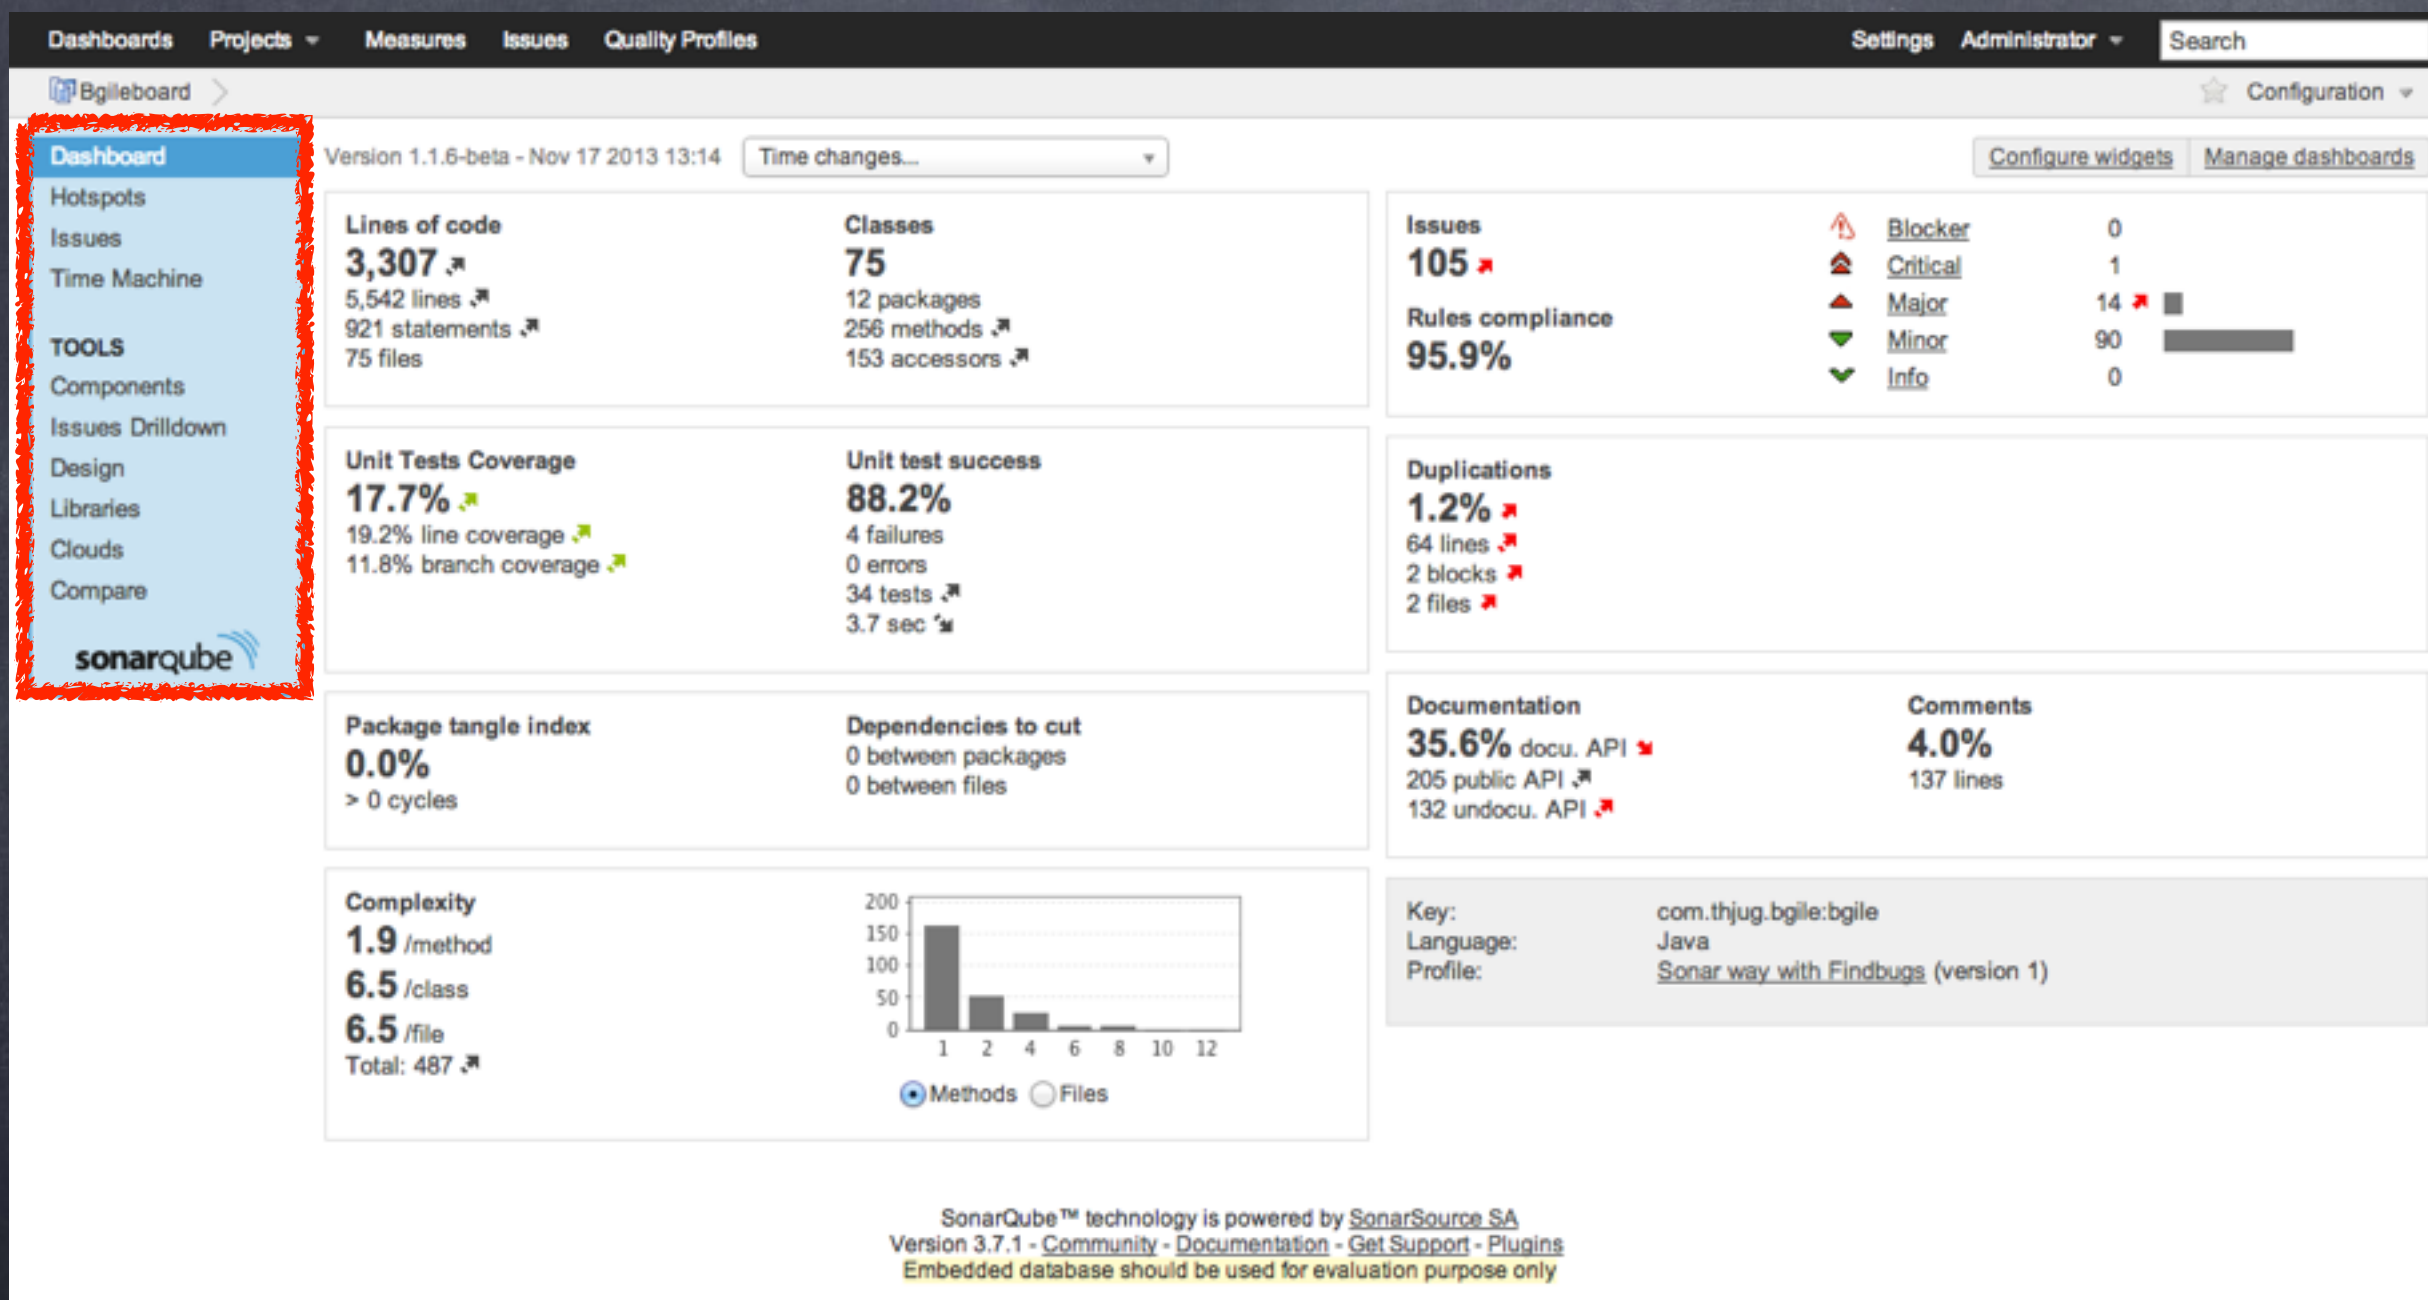 Dashboards Projects Measures Issues Quality Profiles Settings Administrator Search
Bgileboard Configuration
Dashboard
Hotspots
Issues
Time Machine
TOOLS
Components
Issues Drilldown
Design
Libraries
Clouds
Compare
sonarqube
Version 1.1.6-beta - Nov 17 2013 13:14 Time changes... Configure widgets Manage dashboards
Lines of code
3,307
5,542 lines
921 statements
75 files
Classes
75
12 packages
256 methods
153 accessors
Issues
105
Rules compliance
95.9%
Blocker 0
Critical 1
Major 14
Minor 90
Info 0
Unit Tests Coverage
17.7%
19.2% line coverage
11.8% branch coverage
Unit test success
88.2%
4 failures
0 errors
34 tests
3.7 sec
Duplications
1.2%
64 lines
2 blocks
2 files
Package tangle index
0.0%
> 0 cycles
Dependencies to cut
0 between packages
0 between files
Documentation
35.6% docu. API
205 public API
132 undocu. API
Comments
4.0%
137 lines
Complexity
1.9 /method
6.5 /class
6.5 /file
Total: 487
200
150
100
50
0
1 2 4 6 8 10 12
Methods Files
Key: com.thjug.bgile:bgile
Language: Java
Profile: Sonar way with Findbugs (version 1)
SonarQube™ technology is powered by SonarSource SA
Version 3.7.1 - Community - Documentation - Get Support - Plugins
Embedded database should be used for evaluation purpose only